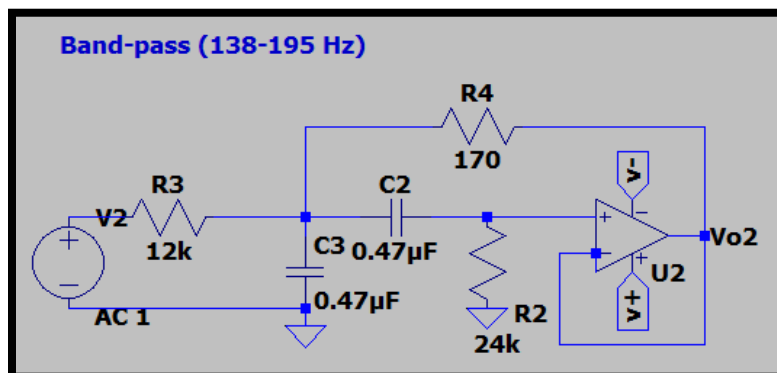 Band-pass (138-195 Hz)
R4
170
R3
12k
V2
AC 1
C2
0.47µF
C3
0.47µF
R2
24k
+
−
+
−
−
+
V-
V+
U2
Vo2